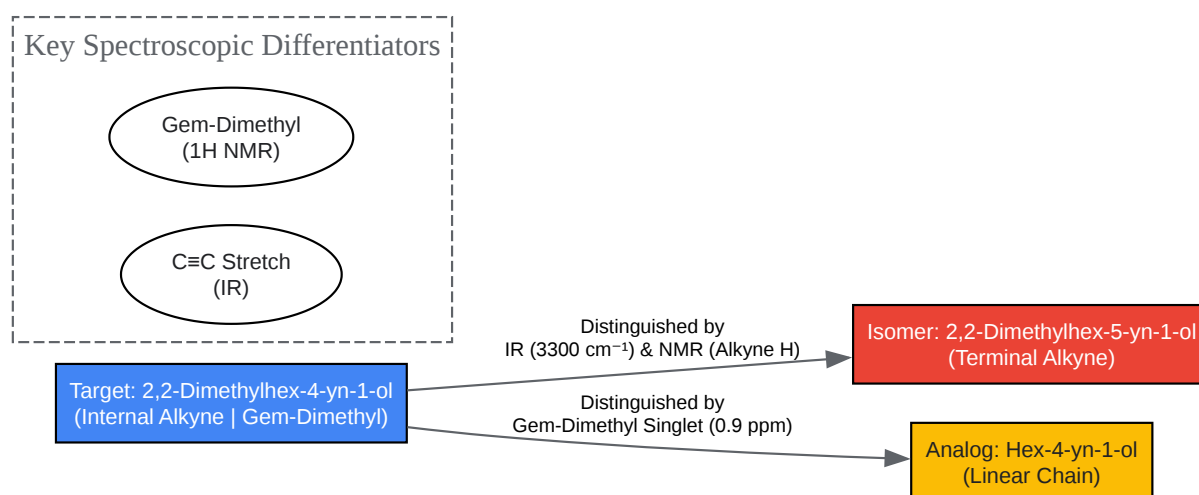 Key Spectroscopic Differentiators
Gem-Dimethyl
(1H NMR)
C≡C Stretch
(IR)
Target: 2,2-Dimethylhex-4-yn-1-ol
(Internal Alkyne | Gem-Dimethyl)
Distinguished by
IR (3300 cm⁻¹) & NMR (Alkyne H)
Distinguished by
Gem-Dimethyl Singlet (0.9 ppm)
Isomer: 2,2-Dimethylhex-5-yn-1-ol
(Terminal Alkyne)
Analog: Hex-4-yn-1-ol
(Linear Chain)